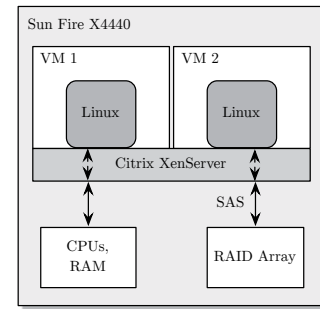 Sun Fire X4440
VM 1
VM 2
Linux
Linux
Citrix XenServer
SAS
CPUs,
RAM
RAID Array